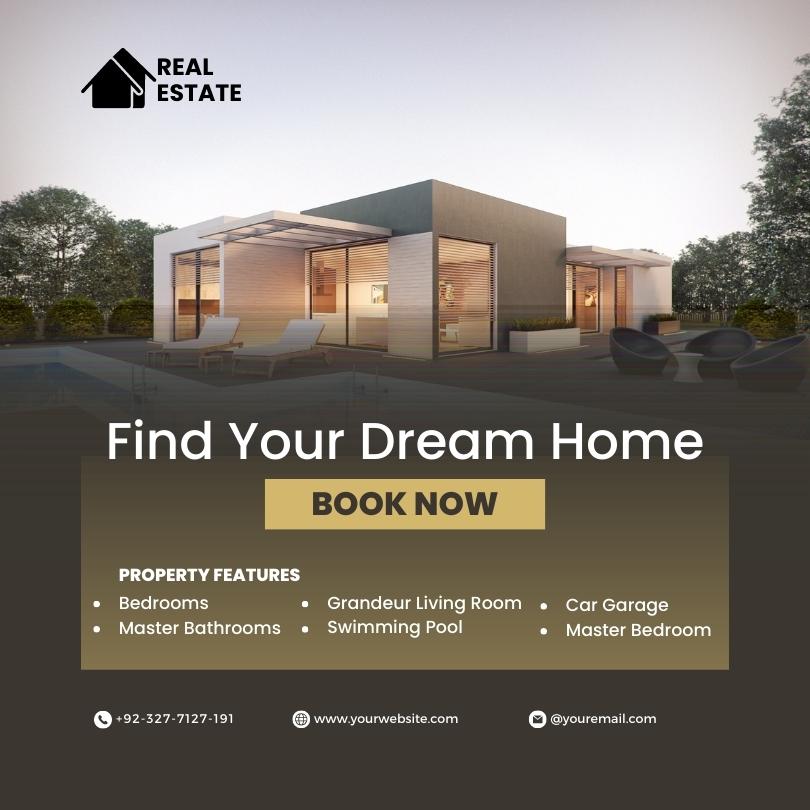 REAL
ESTATE
Find Your Dream Home
BOOK NOW
PROPERTY FEATURES
• Bedrooms
• Master Bathrooms
• Grandeur Living Room
• Swimming Pool
• Car Garage
• Master Bedroom
+92-327-7127-191
www.yourwebsite.com
@youremail.com